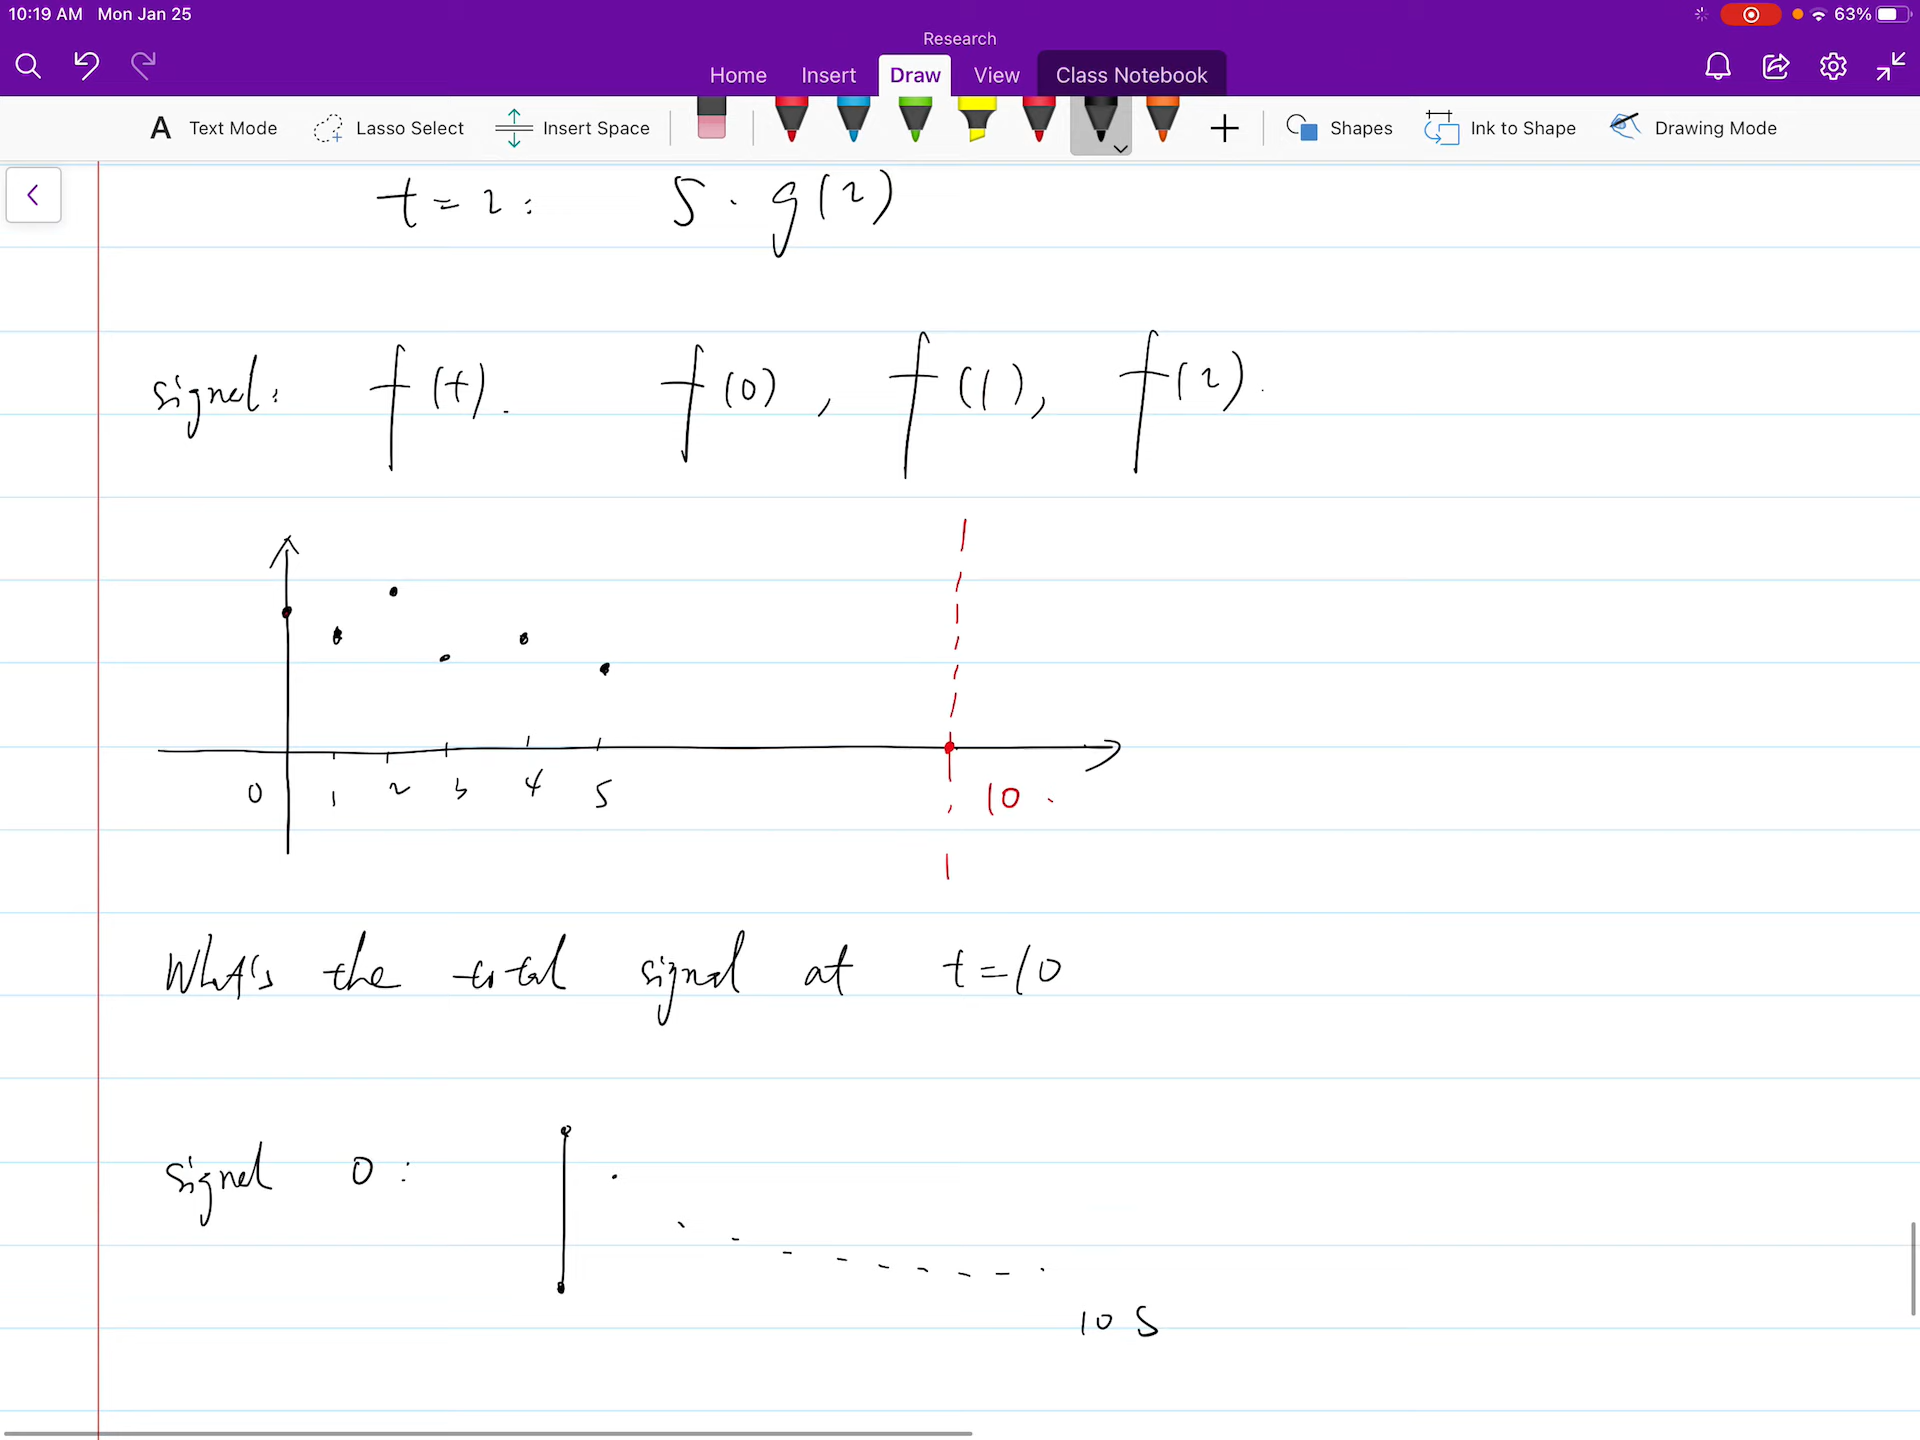 10:19 AM Mon Jan 25
63%
Research
Home Insert Draw View Class Notebook
A Text Mode Lasso Select Insert Space Shapes Ink to Shape Drawing Mode
t = 2 : S · g(2)
signal: f(t). f(0), f(1), f(2).
0 1 2 3 4 5 10.
What's the total signal at t=10
signal 0:
10 S